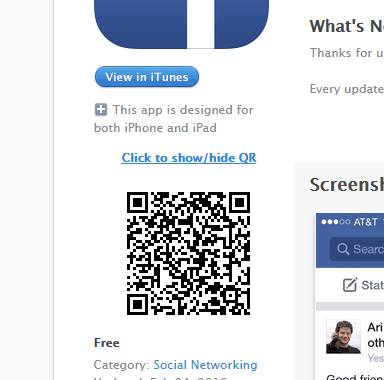 View in iTunes
This app is designed for
both iPhone and iPad
Click to show/hide QR
Free
Category: Social Networking
What's N
Thanks for u
Every update
Screensh
AT&T
Searc
Stat
Ari
oth
Yes
Good frien